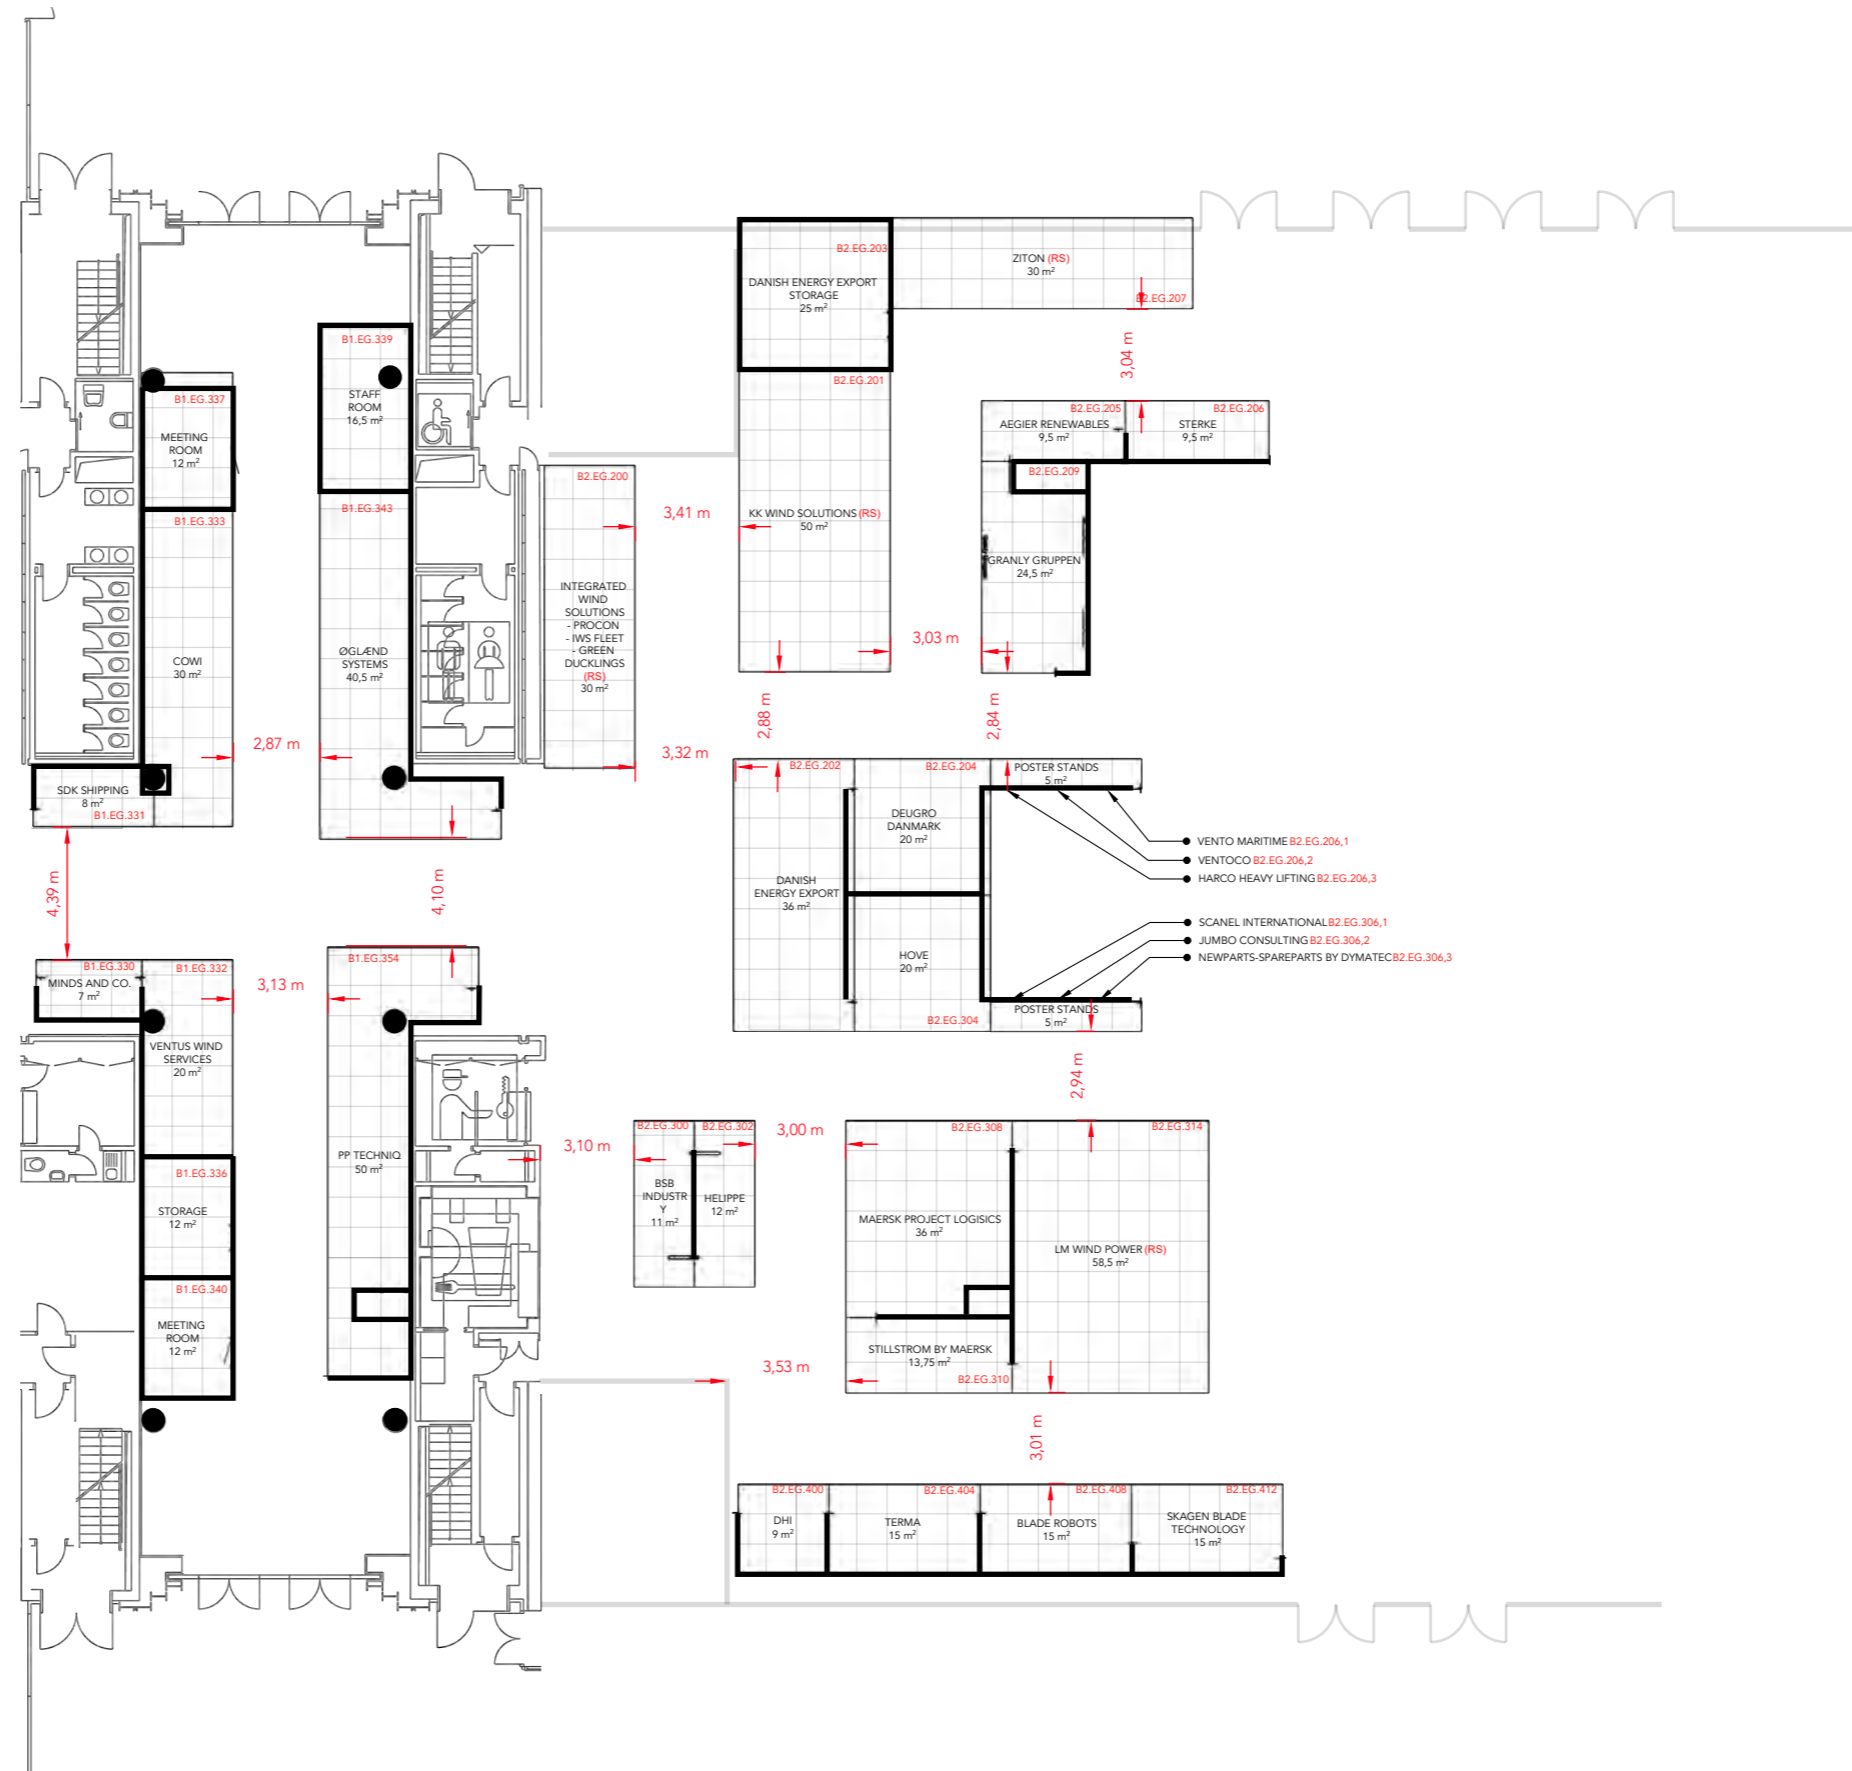 B2.EG.203
DANISH ENERGY EXPORT
STORAGE
25 m²
ZITON (RS)
30 m²
B2.EG.207
3,04 m
B1.EG.339
STAFF
ROOM
16,5 m²
B1.EG.337
MEETING
ROOM
12 m²
B2.EG.201
KK WIND SOLUTIONS (RS)
50 m²
B2.EG.205
AEGIER RENEWABLES
9,5 m²
B2.EG.206
STERKE
9,5 m²
B2.EG.209
GRANLY GRUPPEN
24,5 m²
B2.EG.200
INTEGRATED
WIND
SOLUTIONS
- PROCON
- IWS FLEET
- GREEN
DUCKLINGS
(RS)
30 m²
3,41 m
B1.EG.333
COWI
30 m²
B1.EG.343
ØGLÆND
SYSTEMS
40,5 m²
3,03 m
2,88 m
2,84 m
2,87 m
3,32 m
SDK SHIPPING
8 m²
B1.EG.331
B2.EG.202
DANISH
ENERGY EXPORT
36 m²
B2.EG.204
DEUGRO
DANMARK
20 m²
POSTER STANDS
5 m²
VENTO MARITIME B2.EG.206,1
VENTOCO B2.EG.206,2
HARCO HEAVY LIFTING B2.EG.206,3
4,39 m
4,10 m
SCANEL INTERNATIONAL B2.EG.306,1
JUMBO CONSULTING B2.EG.306,2
NEWPARTS-SPAREPARTS BY DYMATEC B2.EG.306,3
HOVE
20 m²
B2.EG.304
POSTER STANDS
5 m²
B1.EG.330
MINDS AND CO.
7 m²
B1.EG.332
VENTUS WIND
SERVICES
20 m²
3,13 m
B1.EG.354
PP TECHNIQ
50 m²
2,94 m
3,10 m
B2.EG.300
BSB
INDUSTR
Y
11 m²
B2.EG.302
HELIPPE
12 m²
3,00 m
B2.EG.308
MAERSK PROJECT LOGISICS
36 m²
B2.EG.314
LM WIND POWER (RS)
58,5 m²
B1.EG.336
STORAGE
12 m²
B1.EG.340
MEETING
ROOM
12 m²
3,53 m
STILLSTROM BY MAERSK
13,75 m²
B2.EG.310
3,01 m
B2.EG.400
DHI
9 m²
B2.EG.404
TERMA
15 m²
B2.EG.408
BLADE ROBOTS
15 m²
B2.EG.412
SKAGEN BLADE
TECHNOLOGY
15 m²